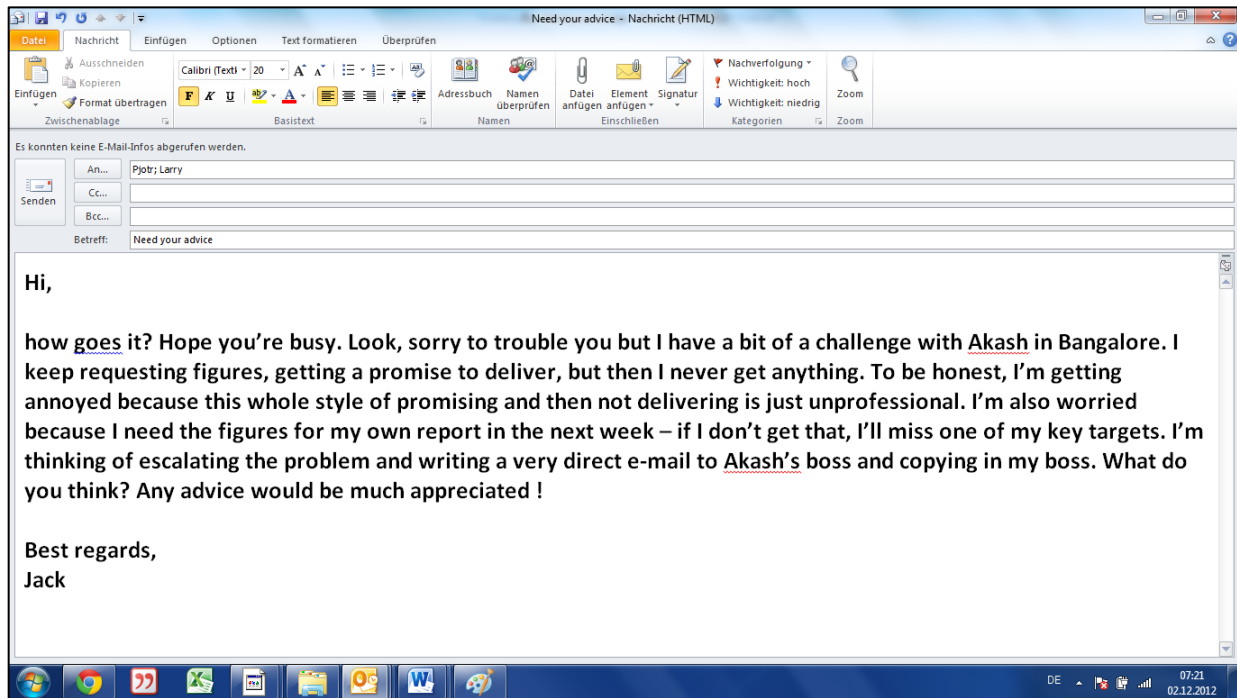 Need your advice - Nachricht (HTML)
Datei Nachricht Einfügen Optionen Text formatieren Überprüfen
Einfügen
Ausschneiden
Kopieren
Format übertragen
Zwischenablage
Calibri (Textl 20
F K U
Basistext
Adressbuch
Namen überprüfen
Namen
Datei anfügen
Element anfügen
Signatur
Einschließen
Nachverfolgung
Wichtigkeit: hoch
Wichtigkeit: niedrig
Kategorien
Zoom
Zoom
Es konnten keine E-Mail-Infos abgerufen werden.
Senden
An... Pjotr; Larry
Cc...
Bcc...
Betreff: Need your advice
Hi,
how goes it? Hope you're busy. Look, sorry to trouble you but I have a bit of a challenge with Akash in Bangalore. I
keep requesting figures, getting a promise to deliver, but then I never get anything. To be honest, I'm getting
annoyed because this whole style of promising and then not delivering is just unprofessional. I'm also worried
because I need the figures for my own report in the next week – if I don't get that, I'll miss one of my key targets. I'm
thinking of escalating the problem and writing a very direct e-mail to Akash's boss and copying in my boss. What do
you think? Any advice would be much appreciated !
Best regards,
Jack
DE
07:21
02.12.2012